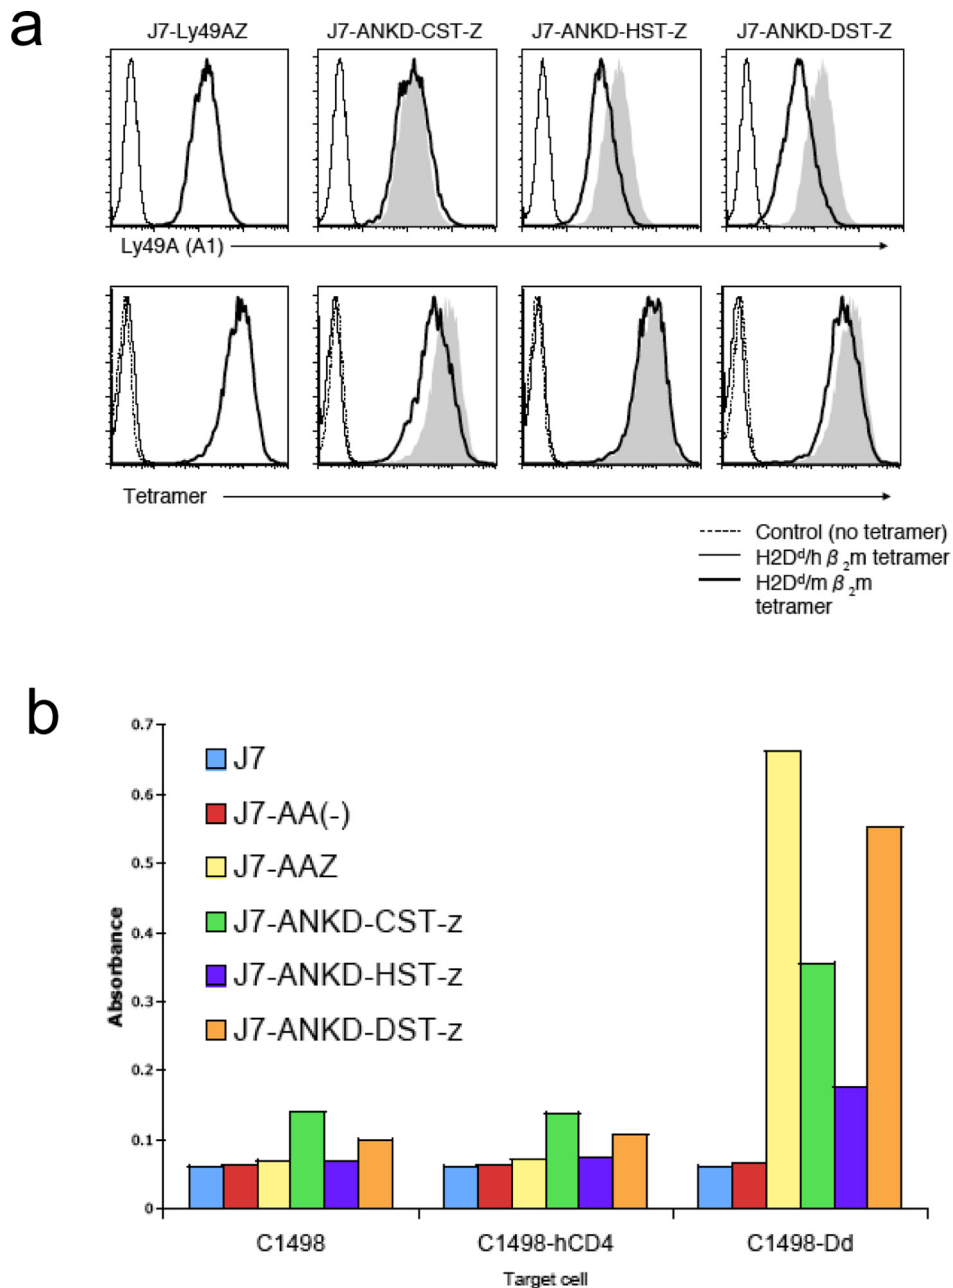 a
J7-Ly49AZ J7-ANKD-CST-Z J7-ANKD-HST-Z J7-ANKD-DST-Z
Ly49A (A1)
Tetramer
Control (no tetramer)
H2Dᵈ/h β ₂m tetramer
H2Dᵈ/m β ₂m
tetramer
b
0.7
0.6
0.5
0.4
0.3
0.2
0.1
0
Absorbance
J7
J7-AA(-)
J7-AAZ
J7-ANKD-CST-z
J7-ANKD-HST-z
J7-ANKD-DST-z
C1498 C1498-hCD4 C1498-Dd
Target cell